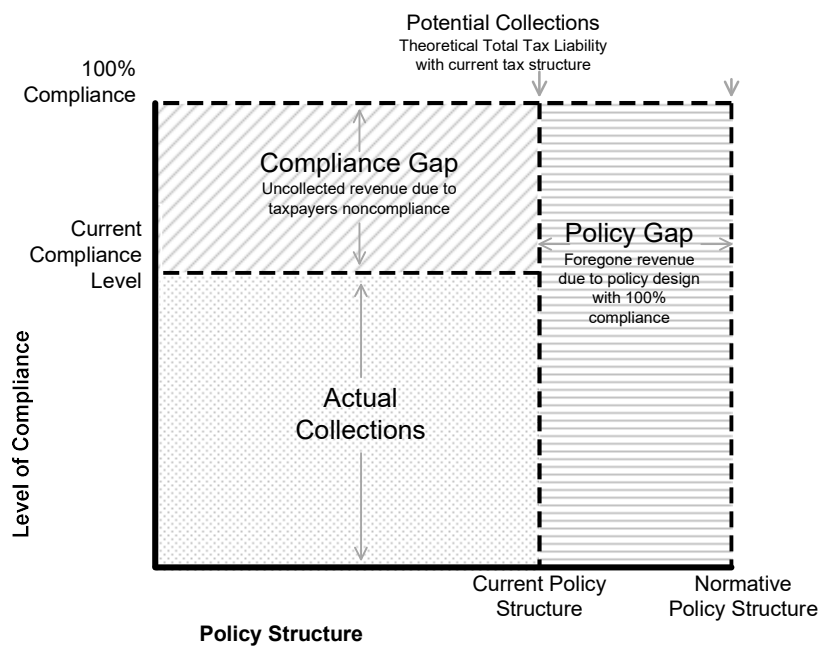 Potential Collections
Theoretical Total Tax Liability
with current tax structure
100%
Compliance
Compliance Gap
Uncollected revenue due to
taxpayers noncompliance
Current
Compliance
Level
Policy Gap
Foregone revenue
due to policy design
with 100%
compliance
Actual
Collections
Level of Compliance
Current Policy
Structure
Normative
Policy Structure
Policy Structure